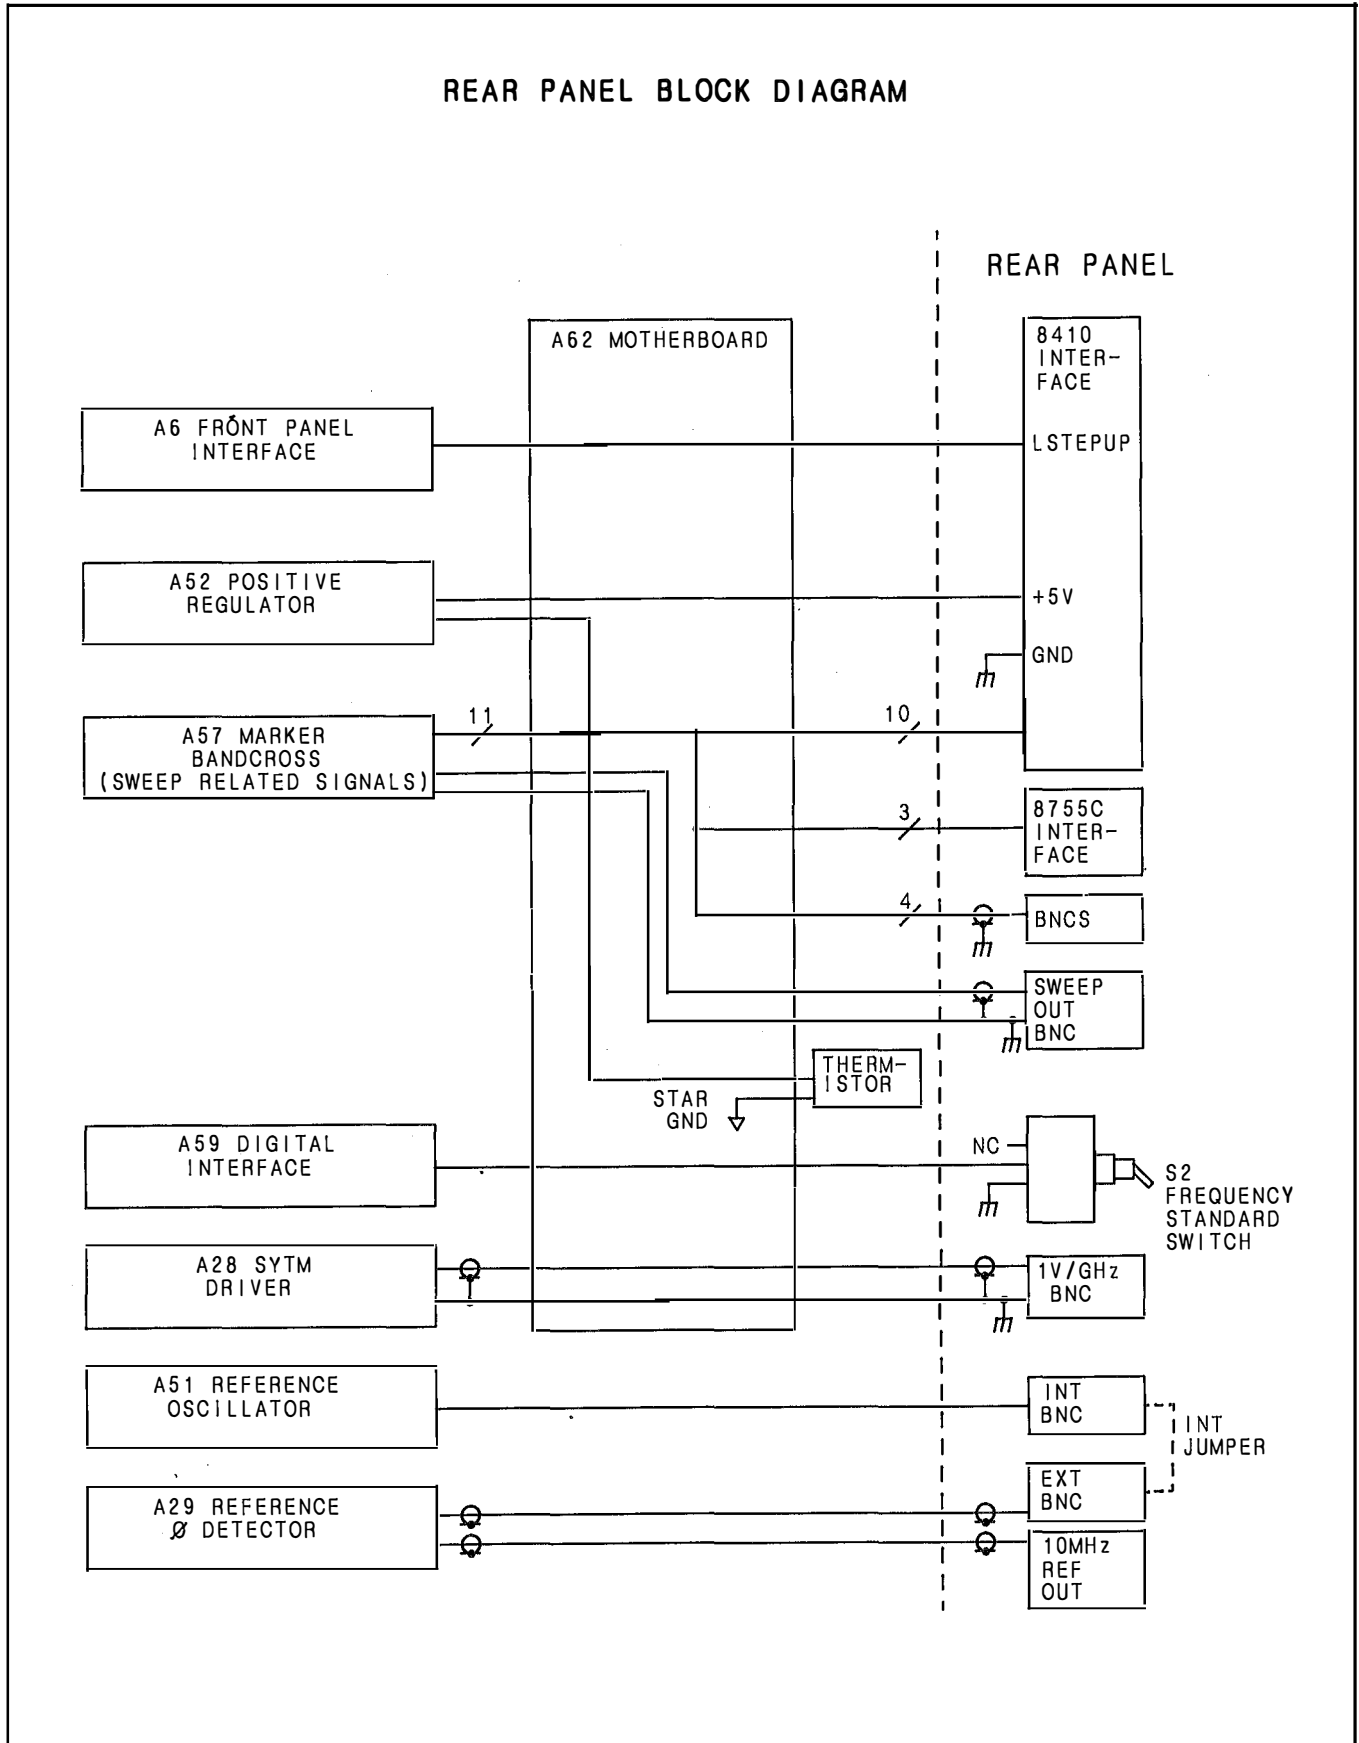 REAR PANEL BLOCK DIAGRAM
REAR PANEL
A62 MOTHERBOARD
8410
INTER-
FACE
A6 FRONT PANEL
INTERFACE
LSTEPUP
A52 POSITIVE
REGULATOR
+5V
GND
A57 MARKER
BANDCROSS
(SWEEP RELATED SIGNALS)
11
10
3
8755C
INTER-
FACE
4
BNCS
SWEEP
OUT
BNC
THERM-
ISTOR
STAR
GND
A59 DIGITAL
INTERFACE
NC
S2
FREQUENCY
STANDARD
SWITCH
A28 SYTM
DRIVER
1V/GHz
BNC
A51 REFERENCE
OSCILLATOR
INT
BNC
INT
JUMPER
EXT
BNC
A29 REFERENCE
Ø DETECTOR
10MHz
REF
OUT